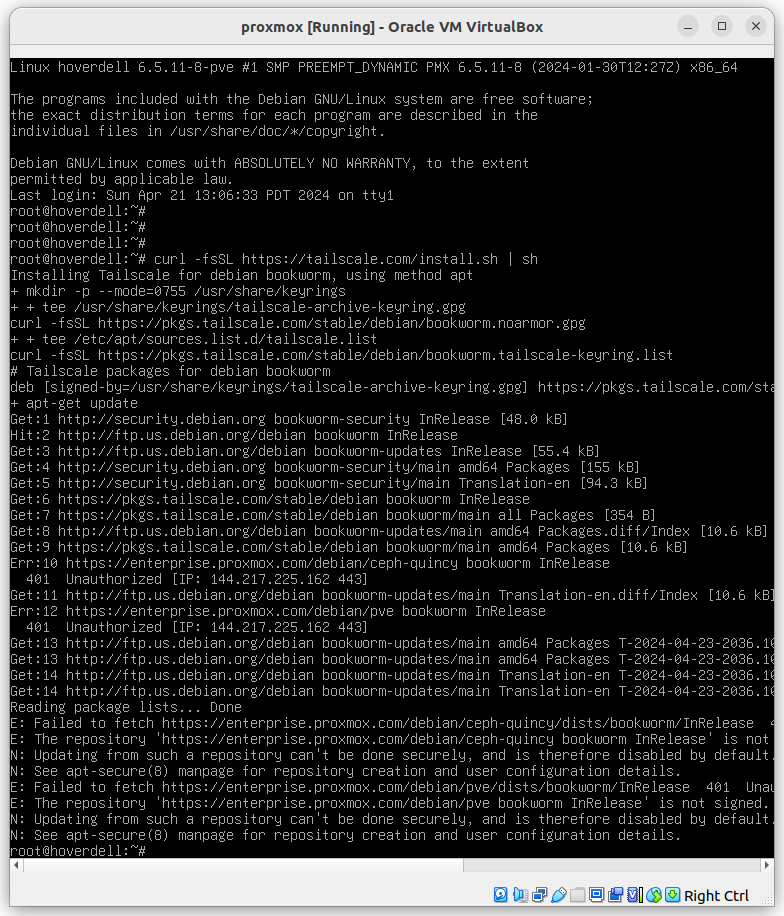 proxmox [Running] - Oracle VM VirtualBox
Linux hoverdell 6.5.11-8-pve #1 SMP PREEMPT_DYNAMIC PMX 6.5.11-8 (2024-01-30T12:27Z) x86_64
The programs included with the Debian GNU/Linux system are free software;
the exact distribution terms for each program are described in the
individual files in /usr/share/doc/*/copyright.
Debian GNU/Linux comes with ABSOLUTELY NO WARRANTY, to the extent
permitted by applicable law.
Last login: Sun Apr 21 13:06:33 PDT 2024 on tty1
root@hoverdell:~#
root@hoverdell:~#
root@hoverdell:~#
root@hoverdell:~# curl -fsSL https://tailscale.com/install.sh | sh
Installing Tailscale for debian bookworm, using method apt
+ mkdir -p --mode=0755 /usr/share/keyrings
+ + tee /usr/share/keyrings/tailscale-archive-keyring.gpg
curl -fsSL https://pkgs.tailscale.com/stable/debian/bookworm.noarmor.gpg
+ + tee /etc/apt/sources.list.d/tailscale.list
curl -fsSL https://pkgs.tailscale.com/stable/debian/bookworm.tailscale-keyring.list
# Tailscale packages for debian bookworm
deb [signed-by=/usr/share/keyrings/tailscale-archive-keyring.gpg] https://pkgs.tailscale.com/sta
+ apt-get update
Get:1 http://security.debian.org bookworm-security InRelease [48.0 kB]
Hit:2 http://ftp.us.debian.org/debian bookworm InRelease
Get:3 http://ftp.us.debian.org/debian bookworm-updates InRelease [55.4 kB]
Get:4 http://security.debian.org bookworm-security/main amd64 Packages [155 kB]
Get:5 http://security.debian.org bookworm-security/main Translation-en [94.3 kB]
Get:6 https://pkgs.tailscale.com/stable/debian bookworm InRelease
Get:7 https://pkgs.tailscale.com/stable/debian bookworm/main all Packages [354 B]
Get:8 http://ftp.us.debian.org/debian bookworm-updates/main amd64 Packages.diff/Index [10.6 kB]
Get:9 https://pkgs.tailscale.com/stable/debian bookworm/main amd64 Packages [10.6 kB]
Err:10 https://enterprise.proxmox.com/debian/ceph-quincy bookworm InRelease
  401  Unauthorized [IP: 144.217.225.162 443]
Get:11 http://ftp.us.debian.org/debian bookworm-updates/main Translation-en.diff/Index [10.6 kB]
Err:12 https://enterprise.proxmox.com/debian/pve bookworm InRelease
  401  Unauthorized [IP: 144.217.225.162 443]
Get:13 http://ftp.us.debian.org/debian bookworm-updates/main amd64 Packages T-2024-04-23-2036.10
Get:13 http://ftp.us.debian.org/debian bookworm-updates/main amd64 Packages T-2024-04-23-2036.10
Get:14 http://ftp.us.debian.org/debian bookworm-updates/main Translation-en T-2024-04-23-2036.10
Get:14 http://ftp.us.debian.org/debian bookworm-updates/main Translation-en T-2024-04-23-2036.10
Reading package lists... Done
E: Failed to fetch https://enterprise.proxmox.com/debian/ceph-quincy/dists/bookworm/InRelease  4
E: The repository 'https://enterprise.proxmox.com/debian/ceph-quincy bookworm InRelease' is not
N: Updating from such a repository can't be done securely, and is therefore disabled by default.
N: See apt-secure(8) manpage for repository creation and user configuration details.
E: Failed to fetch https://enterprise.proxmox.com/debian/pve/dists/bookworm/InRelease  401  Unau
E: The repository 'https://enterprise.proxmox.com/debian/pve bookworm InRelease' is not signed.
N: Updating from such a repository can't be done securely, and is therefore disabled by default.
N: See apt-secure(8) manpage for repository creation and user configuration details.
root@hoverdell:~#
Right Ctrl